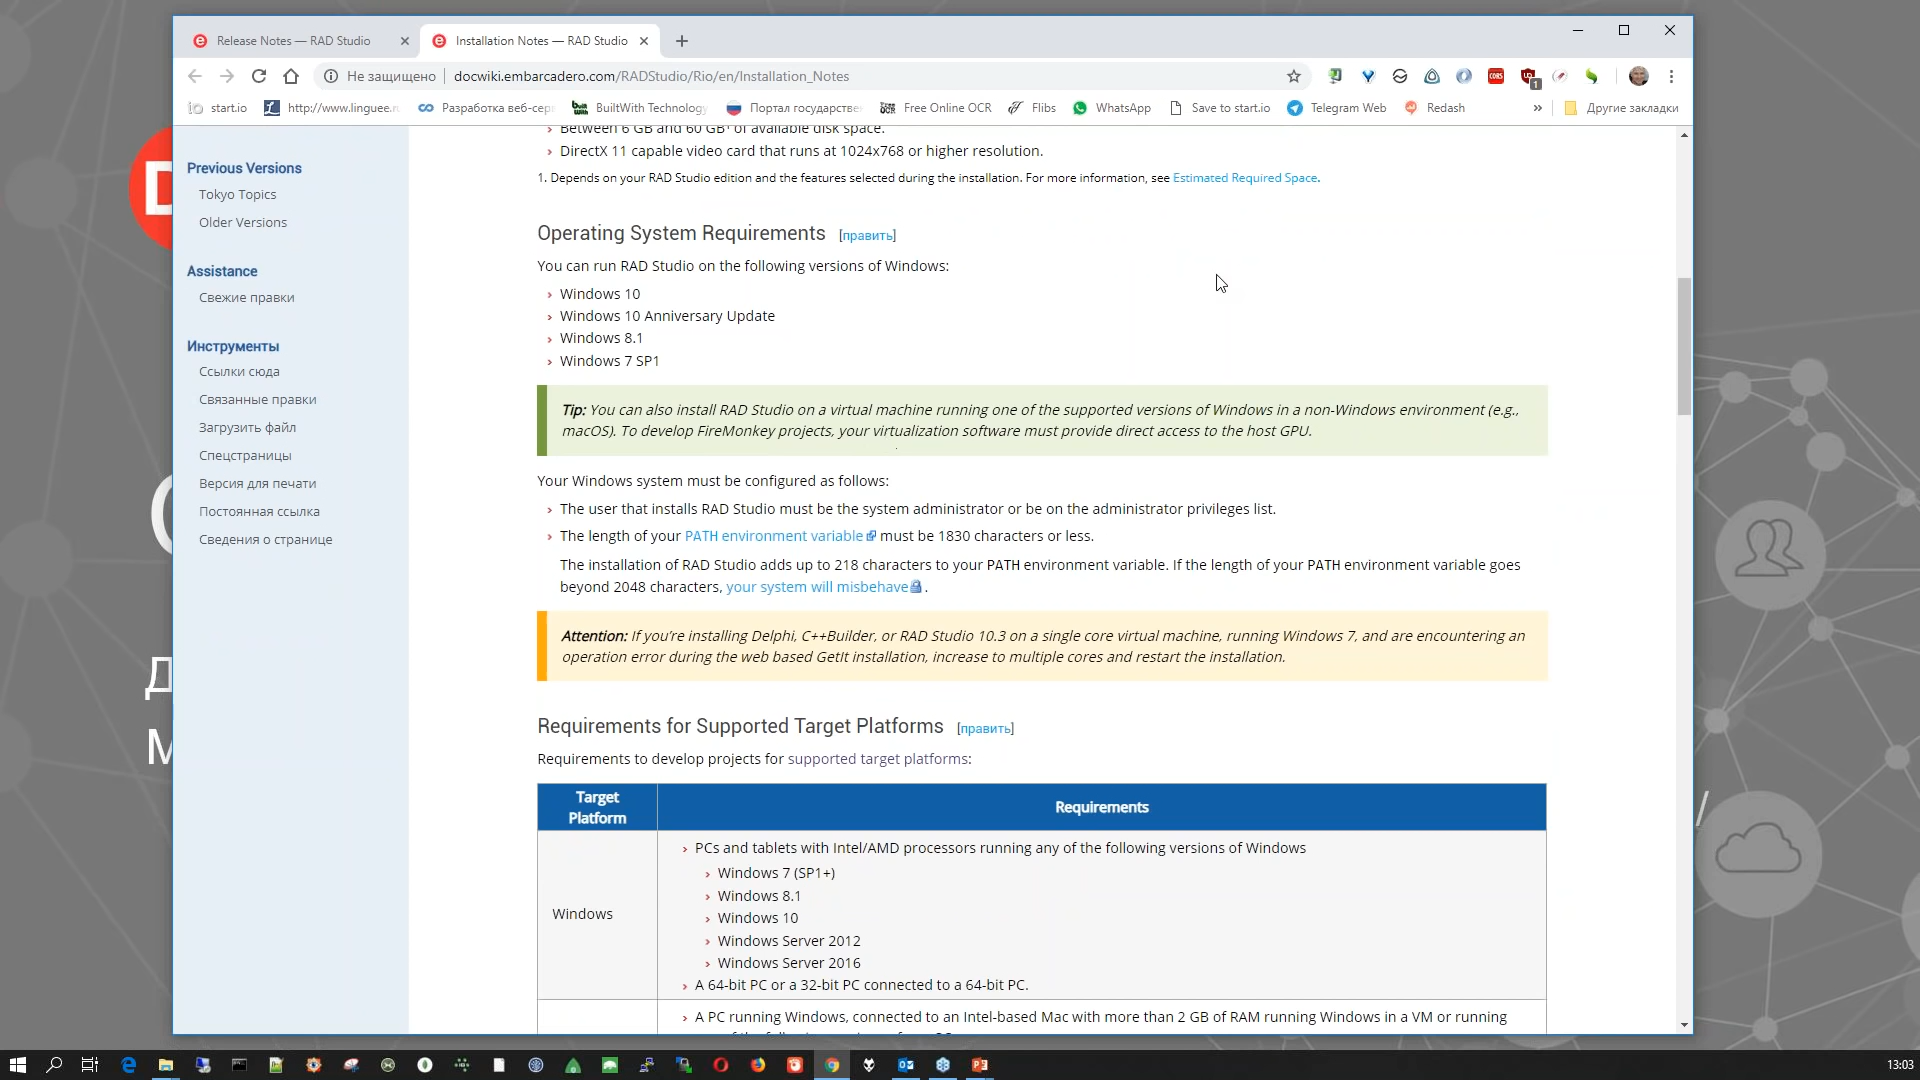 Release Notes — RAD Studio
Installation Notes — RAD Studio
Не защищено
docwiki.embarcadero.com/RADStudio/Rio/en/Installation_Notes
start.io
http://www.linguee.r
Разработка веб-сер
BuiltWith Technology
Портал государстве
Free Online OCR
Flibs
WhatsApp
Save to start.io
Telegram Web
Redash
»
Другие закладки
Previous Versions
Tokyo Topics
Older Versions
Assistance
Свежие правки
Инструменты
Ссылки сюда
Связанные правки
Загрузить файл
Спецстраницы
Версия для печати
Постоянная ссылка
Сведения о странице
Between 6 GB and 60 GB¹ of available disk space.
DirectX 11 capable video card that runs at 1024x768 or higher resolution.
1. Depends on your RAD Studio edition and the features selected during the installation. For more information, see Estimated Required Space.
Operating System Requirements [править]
You can run RAD Studio on the following versions of Windows:
Windows 10
Windows 10 Anniversary Update
Windows 8.1
Windows 7 SP1
Tip: You can also install RAD Studio on a virtual machine running one of the supported versions of Windows in a non-Windows environment (e.g.,
macOS). To develop FireMonkey projects, your virtualization software must provide direct access to the host GPU.
Your Windows system must be configured as follows:
The user that installs RAD Studio must be the system administrator or be on the administrator privileges list.
The length of your PATH environment variable must be 1830 characters or less.
The installation of RAD Studio adds up to 218 characters to your PATH environment variable. If the length of your PATH environment variable goes
beyond 2048 characters, your system will misbehave .
Attention: If you're installing Delphi, C++Builder, or RAD Studio 10.3 on a single core virtual machine, running Windows 7, and are encountering an
operation error during the web based GetIt installation, increase to multiple cores and restart the installation.
Requirements for Supported Target Platforms [править]
Requirements to develop projects for supported target platforms:
Target
Platform
Requirements
Windows
PCs and tablets with Intel/AMD processors running any of the following versions of Windows
Windows 7 (SP1+)
Windows 8.1
Windows 10
Windows Server 2012
Windows Server 2016
A 64-bit PC or a 32-bit PC connected to a 64-bit PC.
A PC running Windows, connected to an Intel-based Mac with more than 2 GB of RAM running Windows in a VM or running
13:03